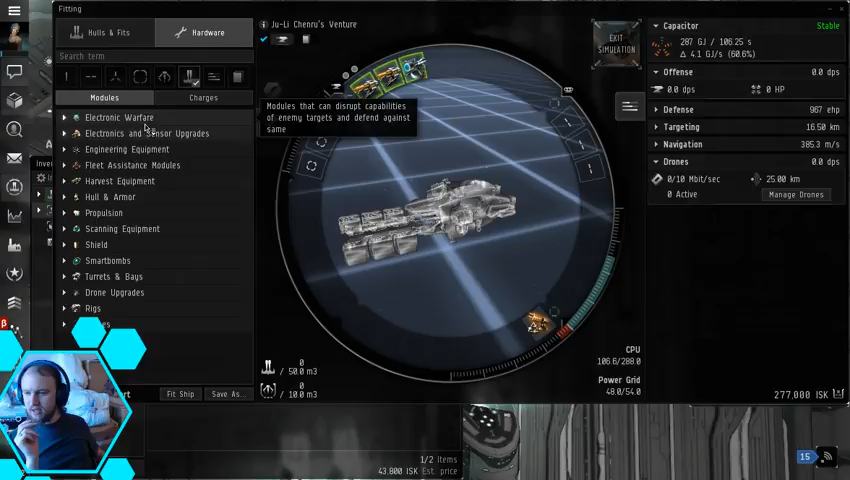 Fitting
Hulls & Fits
Hardware
Search term
Modules
Charges
Electronic Warfare
Electronics and Sensor Upgrades
Engineering Equipment
Fleet Assistance Modules
Harvest Equipment
Hull & Armor
Propulsion
Scanning Equipment
Shield
Smartbombs
Turrets & Bays
Drone Upgrades
Rigs
Modules that can disrupt capabilities
of enemy targets and defend against
same
Ju-Li Chenru's Venture
EXIT
SIMULATION
0
/ 50.0 m3
0
/ 10.0 m3
CPU
106.6/288.0
Power Grid
48.0/54.0
Fit Ship
Save As...
Capacitor
Stable
287 GJ / 106.25 s
Δ 4.1 GJ/s (60.6%)
Offense
0.0 dps
0.0 dps
0 HP
Defense
967 ehp
Targeting
16.50 km
Navigation
385.3 m/s
Drones
0.0 dps
0/10 Mbit/sec
25.00 km
0 Active
Manage Drones
277,000 ISK
1/2 Items
43.800 ISK Est. price
15
β